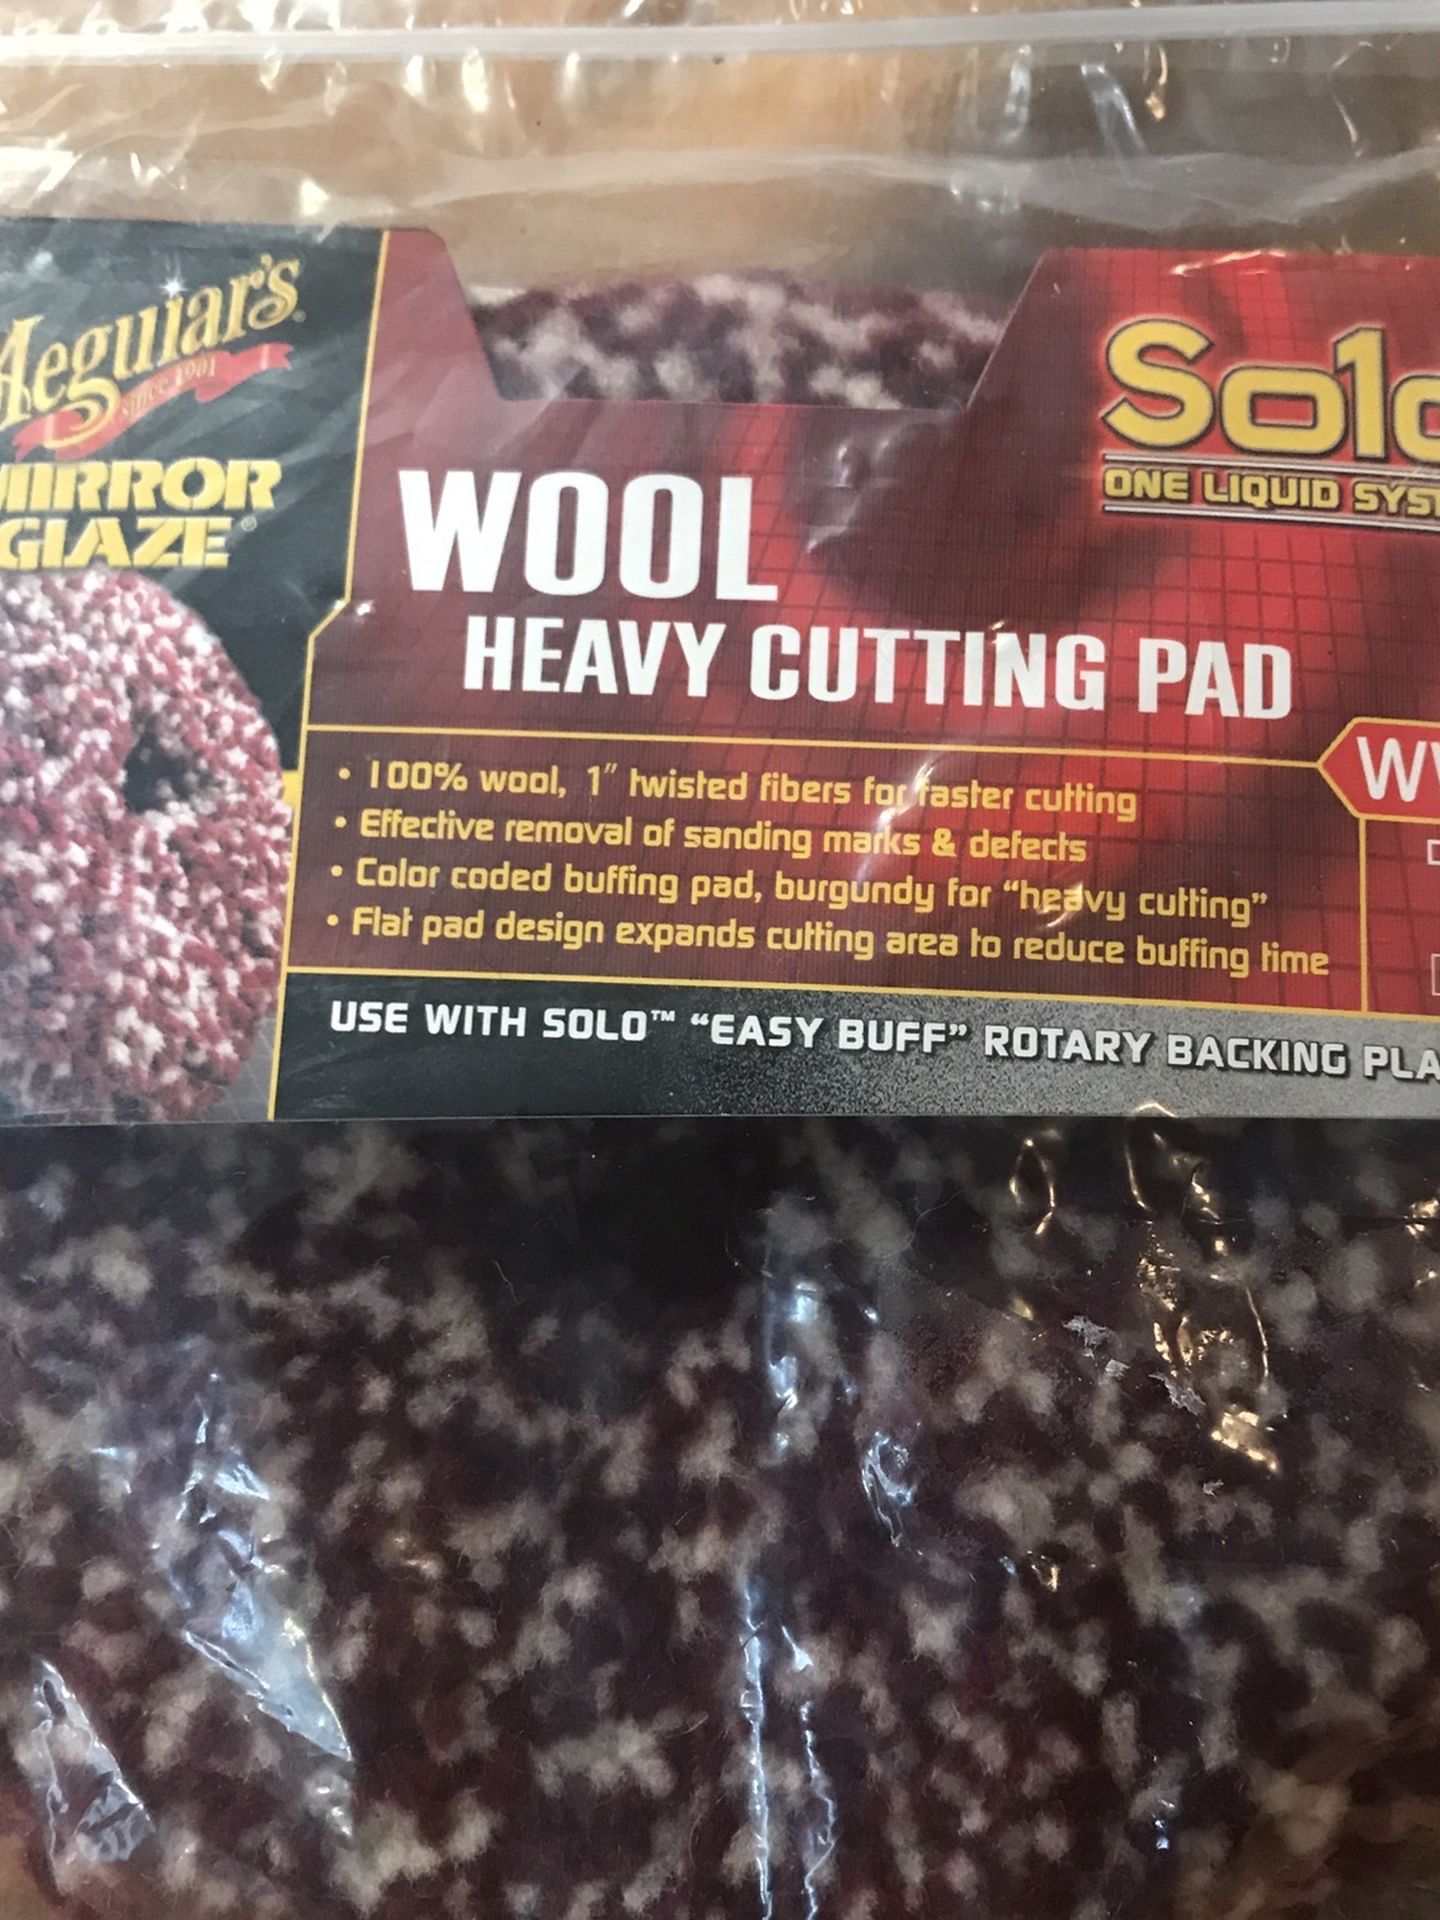 Meguiar's
since 1901
MIRROR
GLAZE®
So1o
ONE LIQUID
WOOL
HEAVY CUTTING PAD
• 100% wool, 1" twisted fibers for faster cutting
• Effective removal of sanding marks & defects
• Color coded buffing pad, burgundy for “heavy cutting”
• Flat pad design expands cutting area to reduce buffing time
USE WITH SOLO™ “EASY BUFF” ROTARY BACKING